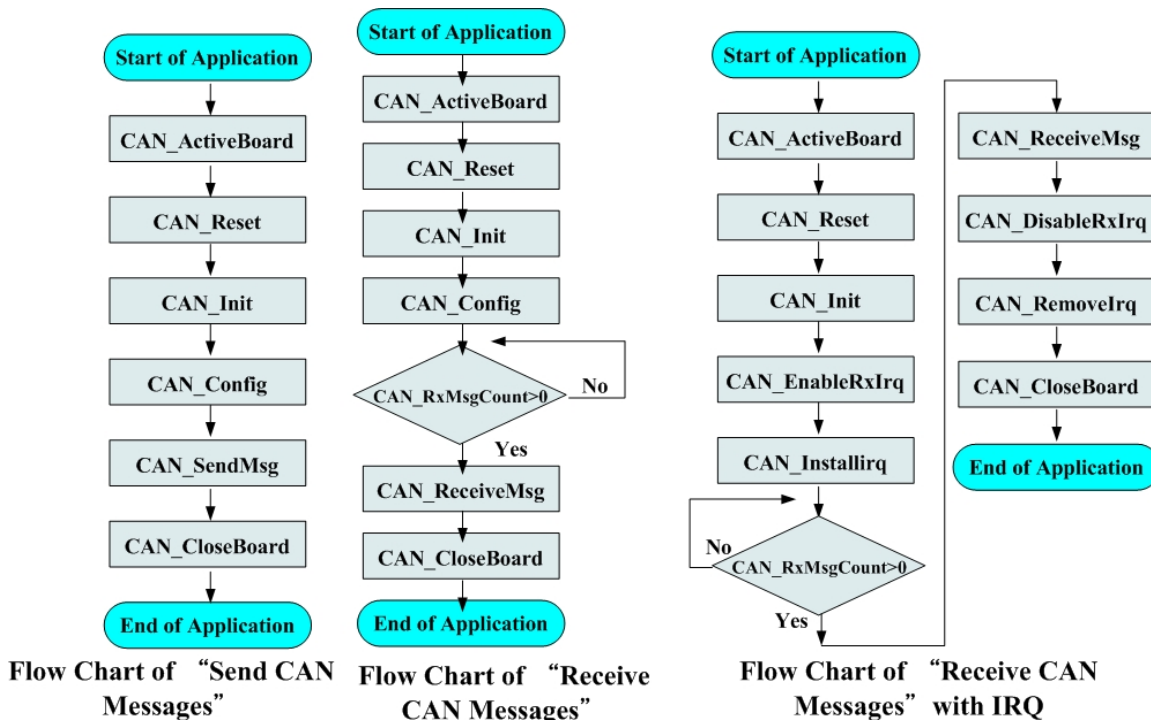 Start of Application
CAN_ActiveBoard
CAN_Reset
CAN_Init
CAN_Config
CAN_SendMsg
CAN_CloseBoard
End of Application
Flow Chart of “Send CAN
Messages”
Start of Application
CAN_ActiveBoard
CAN_Reset
CAN_Init
CAN_Config
CAN_RxMsgCount>0
No
Yes
CAN_ReceiveMsg
CAN_CloseBoard
End of Application
Flow Chart of “Receive
CAN Messages”
Start of Application
CAN_ActiveBoard
CAN_Reset
CAN_Init
CAN_EnableRxIrq
CAN_Installirq
No
CAN_RxMsgCount>0
Yes
CAN_ReceiveMsg
CAN_DisableRxIrq
CAN_RemoveIrq
CAN_CloseBoard
End of Application
Flow Chart of “Receive CAN
Messages” with IRQ